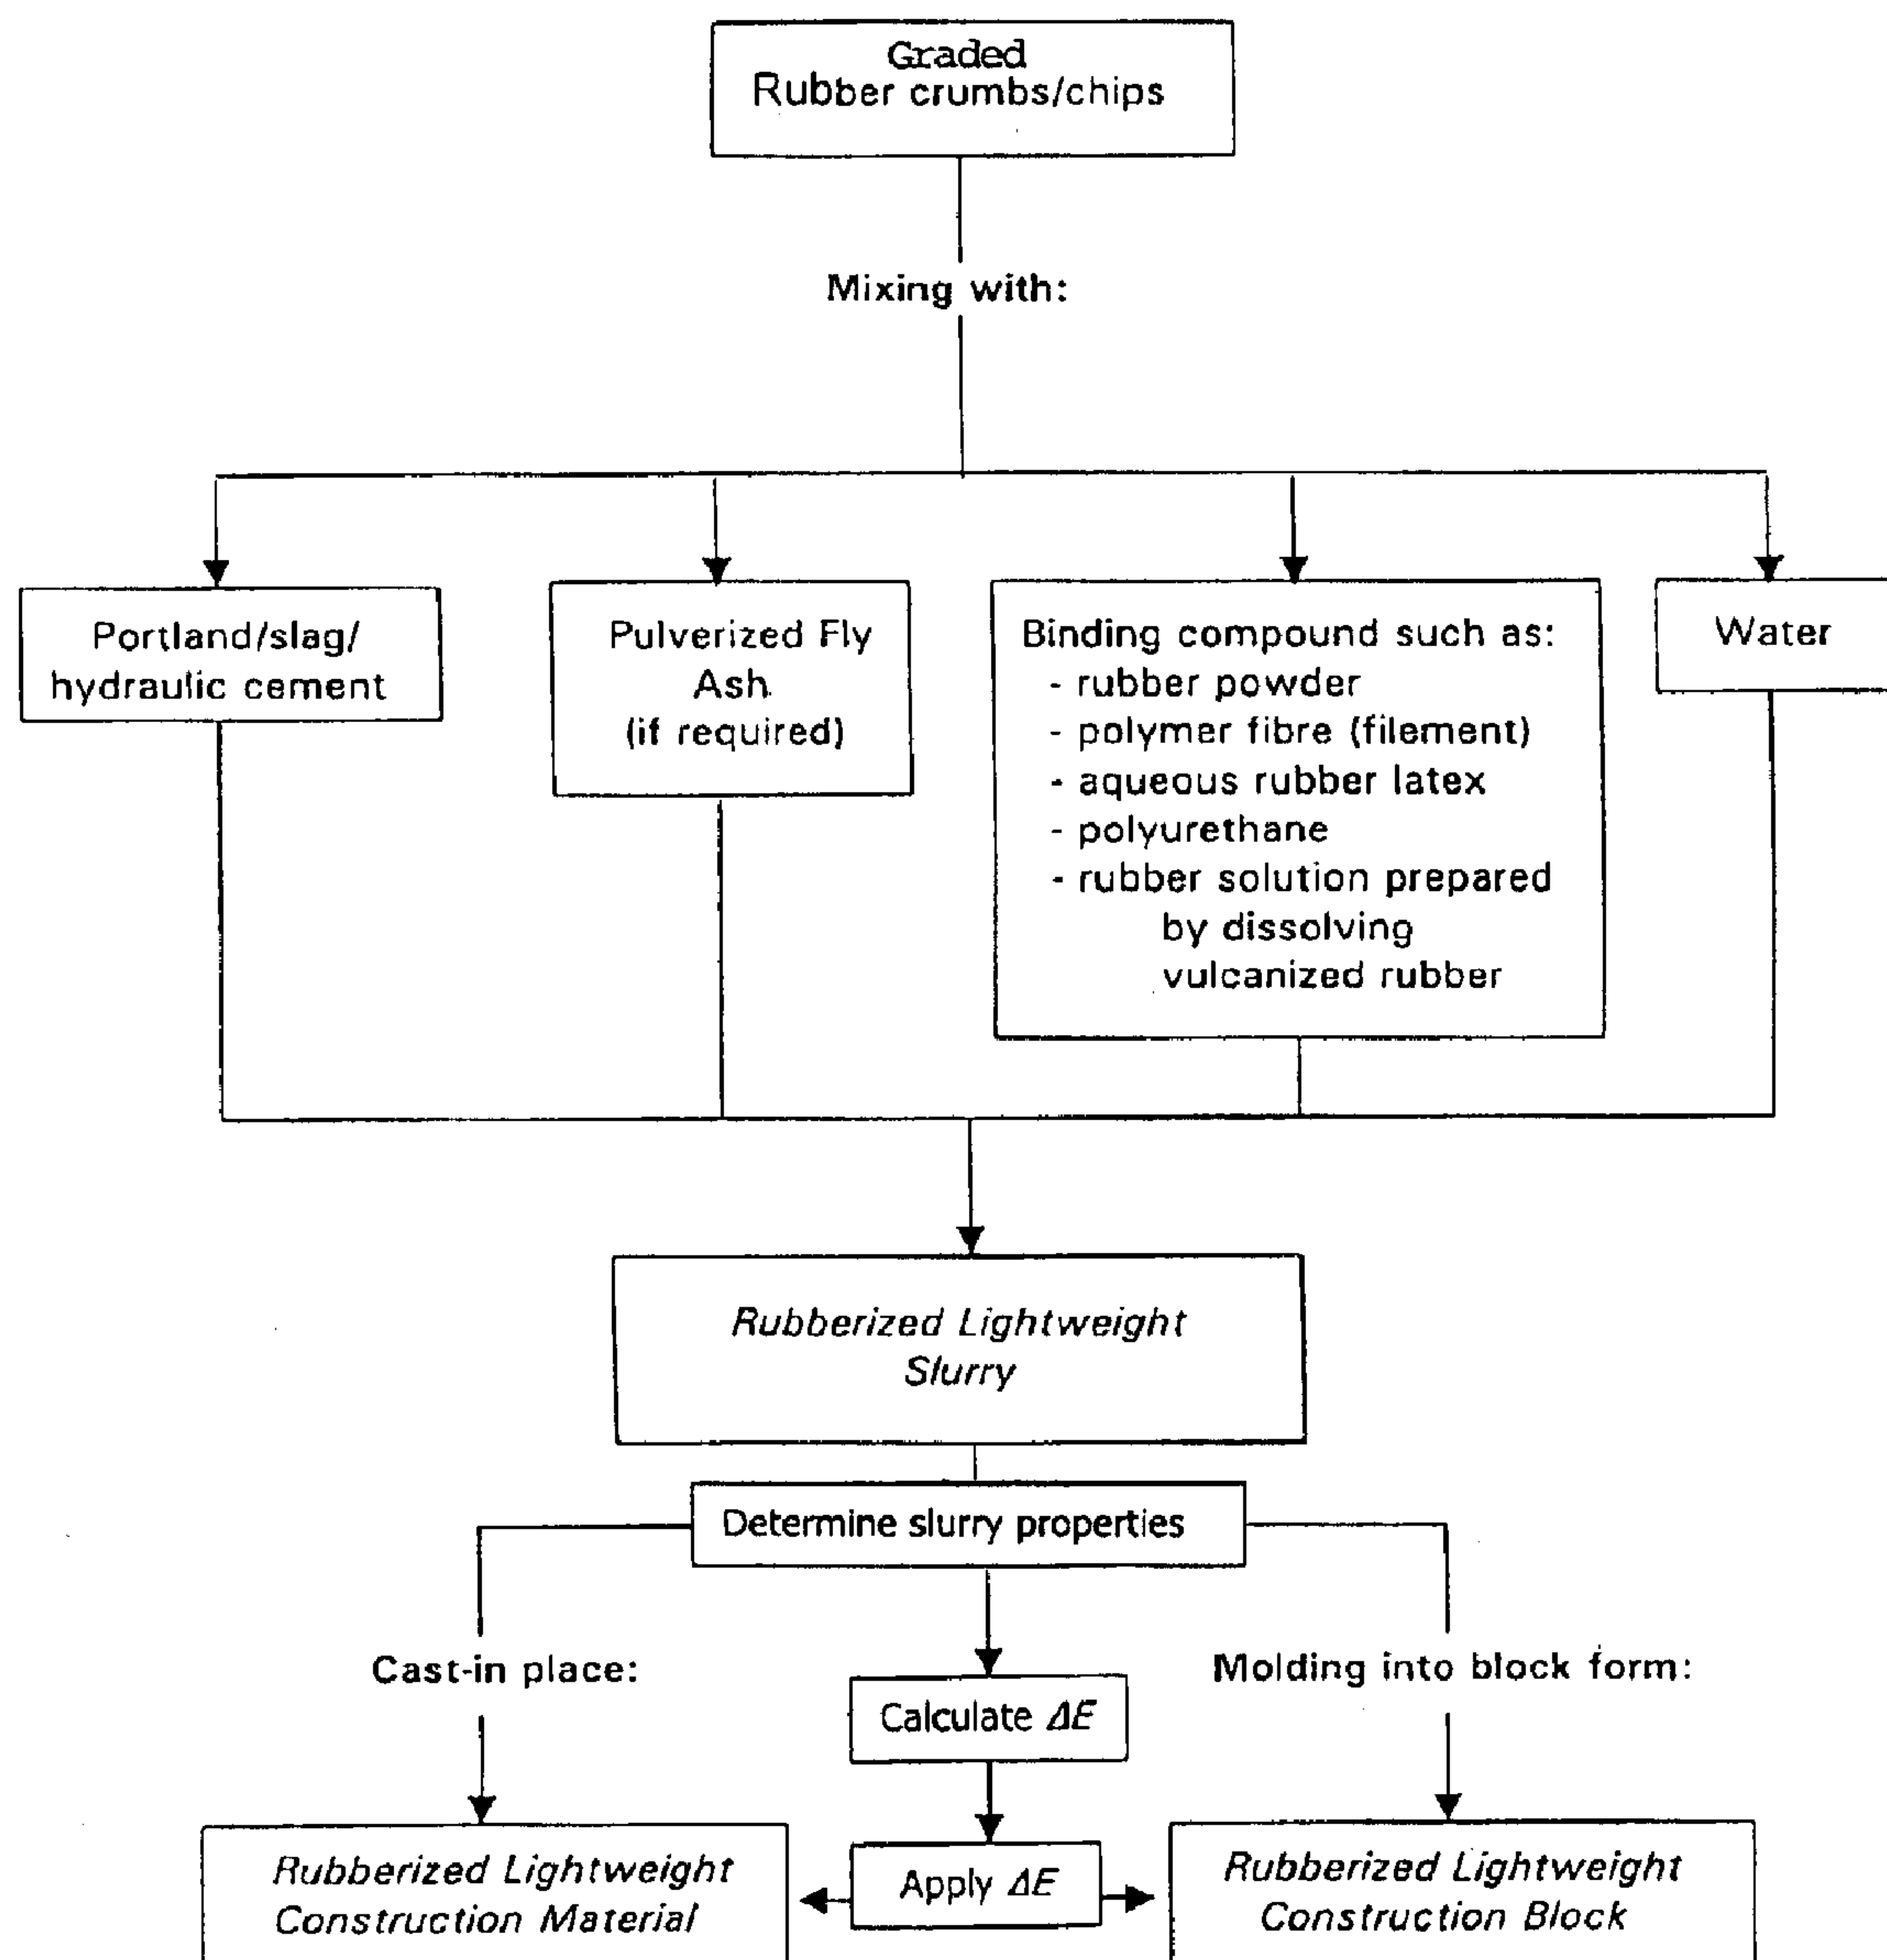 Graded
Rubber crumbs/chips
Mixing with:
Portland/slag/
hydraulic cement
Pulverized Fly
Ash
(if required)
Binding compound such as:
- rubber powder
- polymer fibre (filement)
- aqueous rubber latex
- polyurethane
- rubber solution prepared
by dissolving
vulcanized rubber
Water
Rubberized Lightweight
Slurry
Determine slurry properties
Cast-in place:
Calculate ΔE
Molding into block form:
Rubberized Lightweight
Construction Material
Apply ΔE
Rubberized Lightweight
Construction Block